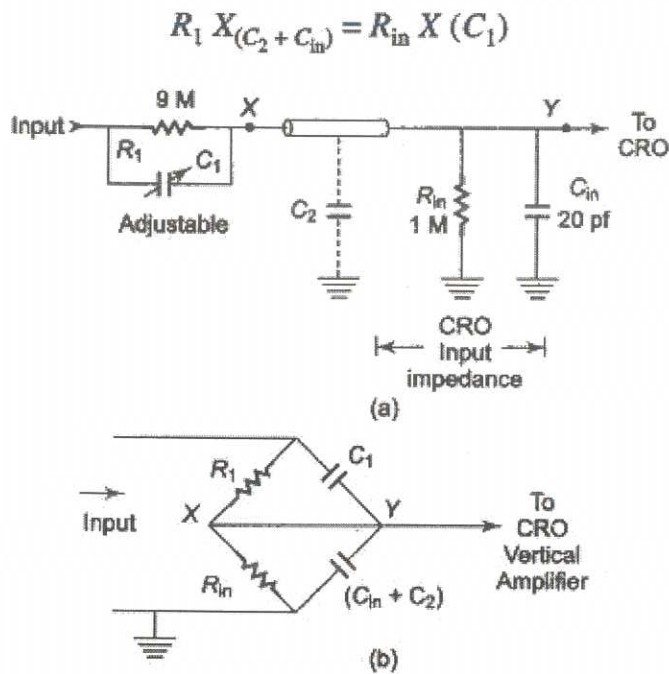 R₁ X₍C₂ + Cᵢₙ₎ = Rᵢₙ X (C₁)
9 M
X
Y
Input
To
CRO
R₁
C₁
Adjustable
C₂
Rᵢₙ
1 M
Cᵢₙ
20 pf
CRO
Input
impedance
(a)
R₁
C₁
Input
X
Y
To
CRO
Vertical
Amplifier
Rᵢₙ
(Cᵢₙ + C₂)
(b)